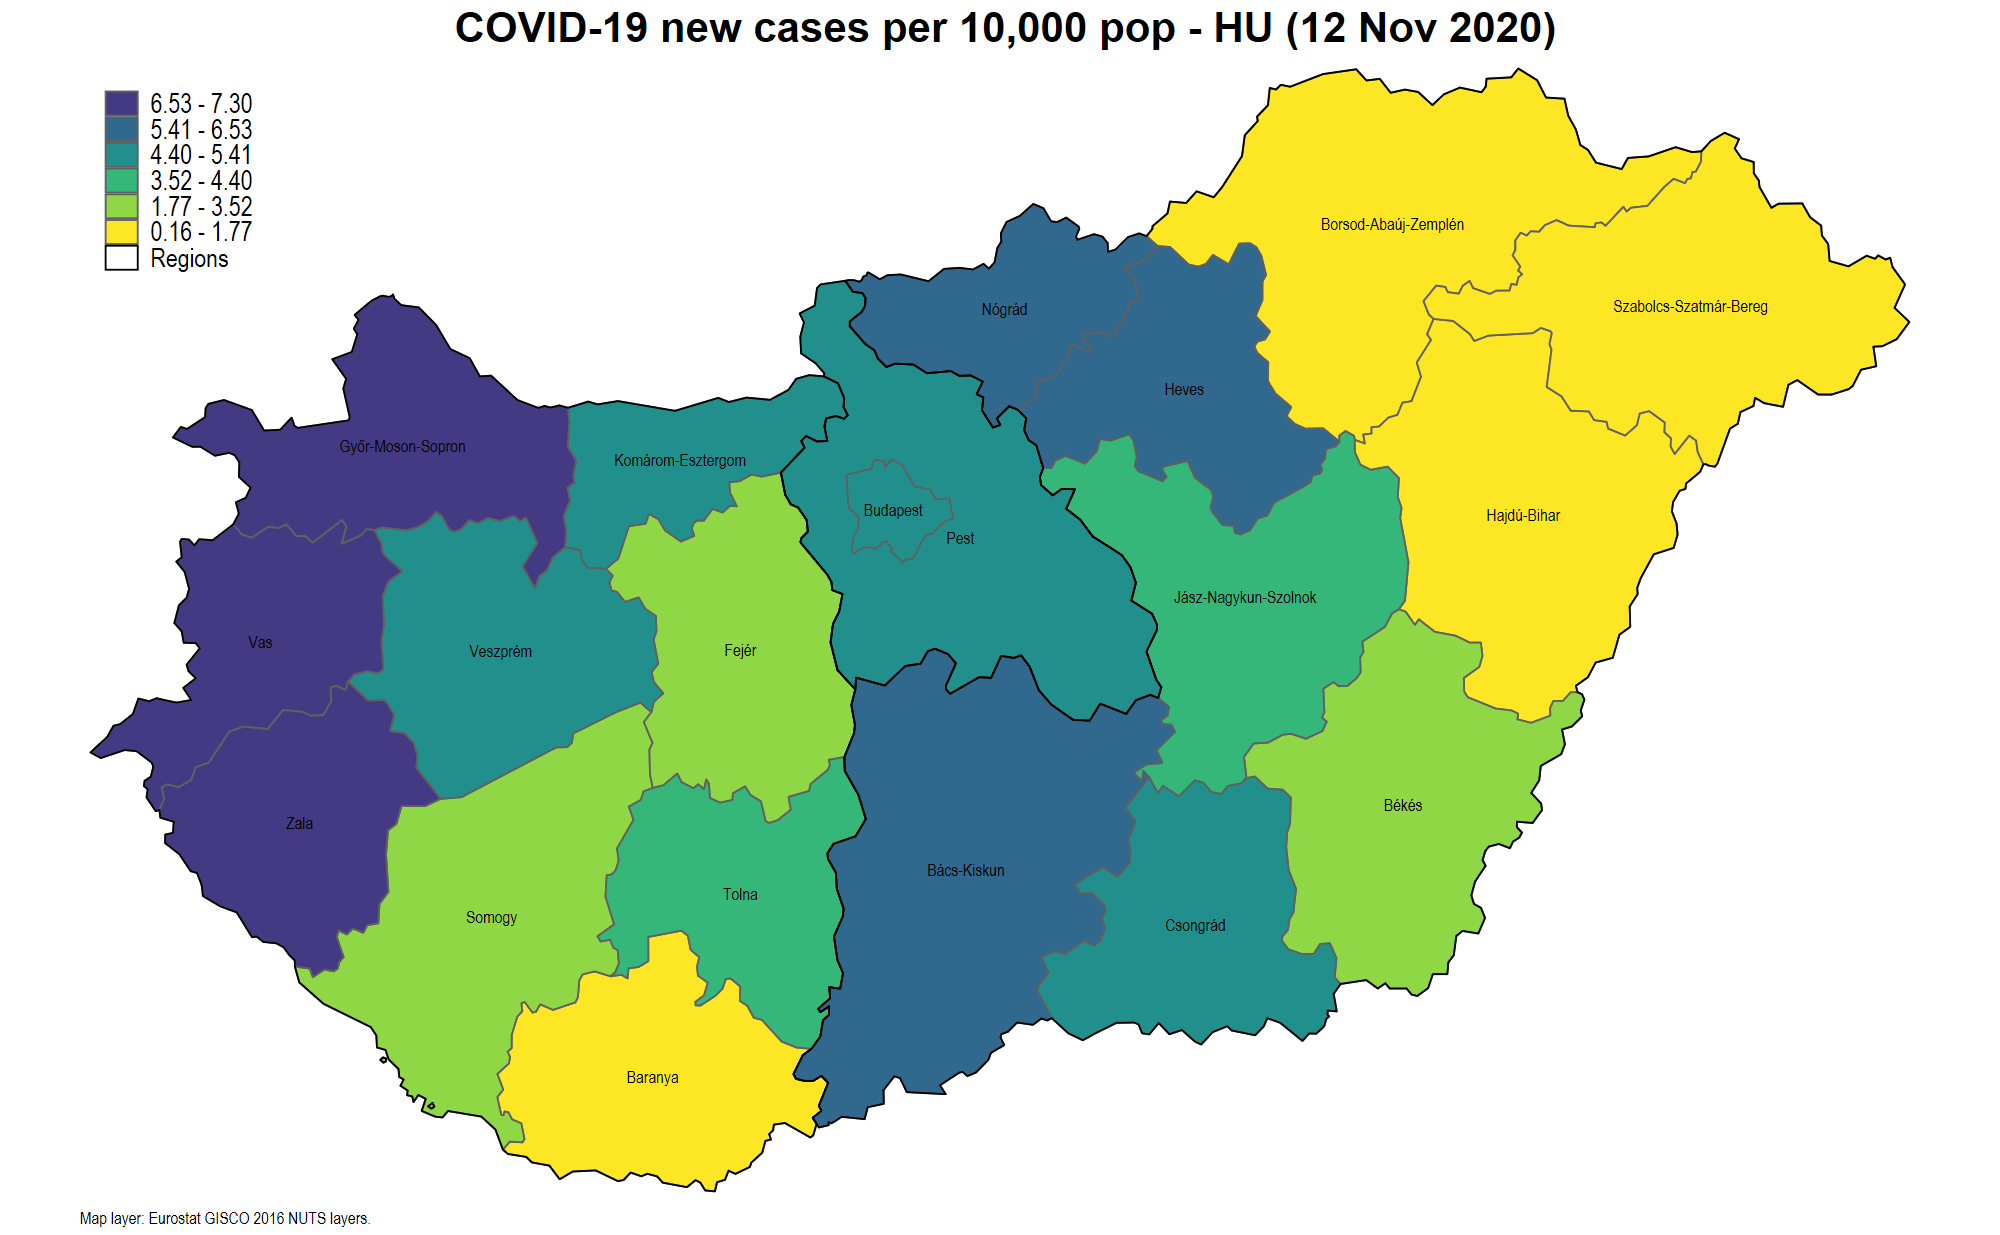 COVID-19 new cases per 10,000 pop - HU (12 Nov 2020)
6.53 - 7.30
5.41 - 6.53
4.40 - 5.41
3.52 - 4.40
1.77 - 3.52
0.16 - 1.77
Regions
Borsod-Abaúj-Zemplén
Szabolcs-Szatmár-Bereg
Nógrád
Heves
Győr-Moson-Sopron
Komárom-Esztergom
Budapest
Hajdú-Bihar
Pest
Jász-Nagykun-Szolnok
Vas
Veszprém
Fejér
Békés
Zala
Bács-Kiskun
Tolna
Somogy
Csongrád
Baranya
Map layer: Eurostat GISCO 2016 NUTS layers.